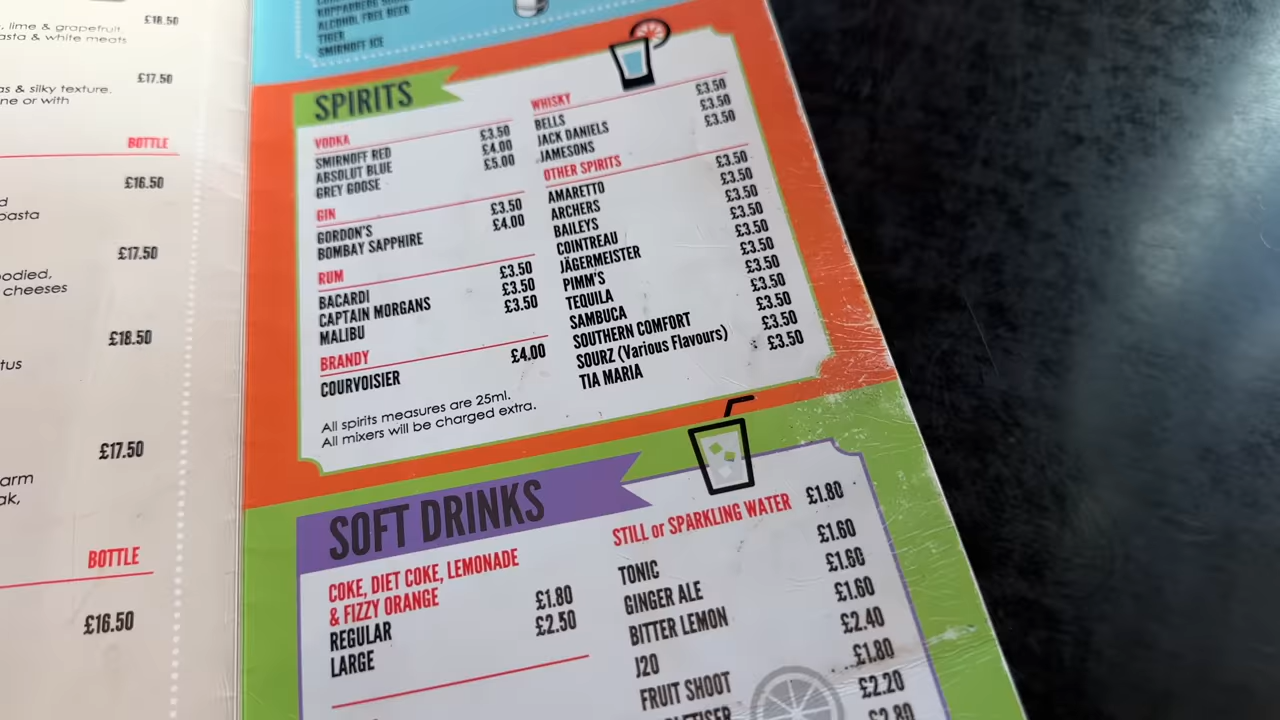 , lime & grapefruit. £18.50
asta & white meats
£17.50
as & silky texture.
ne or with
BOTTLE
£16.50
d
pasta
£17.50
odied,
cheeses
£18.50
tus
£17.50
arm
ak,
BOTTLE
£16.50
ALCOHOL FREE BEER
TIGER
SMIRNOFF ICE
SPIRITS
VODKA
SMIRNOFF RED £3.50
ABSOLUT BLUE £4.00
GREY GOOSE £5.00
GIN
GORDON'S £3.50
BOMBAY SAPPHIRE £4.00
RUM
BACARDI £3.50
CAPTAIN MORGANS £3.50
MALIBU £3.50
BRANDY
COURVOISIER £4.00
All spirits measures are 25ml.
All mixers will be charged extra.
WHISKY
BELLS £3.50
JACK DANIELS £3.50
JAMESONS £3.50
OTHER SPIRITS
AMARETTO £3.50
ARCHERS £3.50
BAILEYS £3.50
COINTREAU £3.50
JÄGERMEISTER £3.50
PIMM'S £3.50
TEQUILA £3.50
SAMBUCA £3.50
SOUTHERN COMFORT £3.50
SOURZ (Various Flavours) £3.50
TIA MARIA £3.50
SOFT DRINKS
COKE, DIET COKE, LEMONADE
& FIZZY ORANGE
REGULAR £1.80
LARGE £2.50
STILL or SPARKLING WATER £1.80
TONIC £1.60
GINGER ALE £1.60
BITTER LEMON £1.60
J20 £2.40
FRUIT SHOOT £1.80
£2.20
£2.80